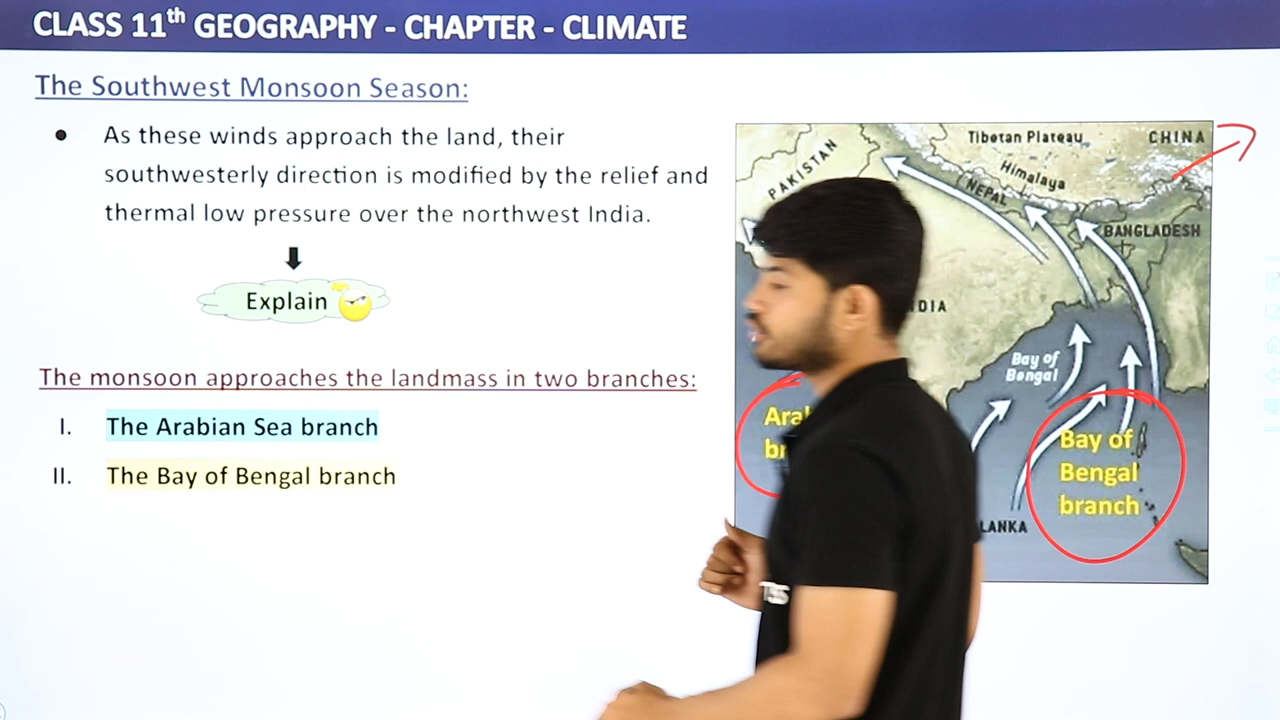 CLASS 11th GEOGRAPHY - CHAPTER - CLIMATE
The Southwest Monsoon Season:
As these winds approach the land, their
southwesterly direction is modified by the relief and
thermal low pressure over the northwest India.
Explain
The monsoon approaches the landmass in two branches:
I. The Arabian Sea branch
II. The Bay of Bengal branch
Tibetan Plateau
CHINA
PAKISTAN
Himalaya
NEPAL
BANGLADESH
Bay of
Bengal
Bay of
Bengal
branch
LANKA